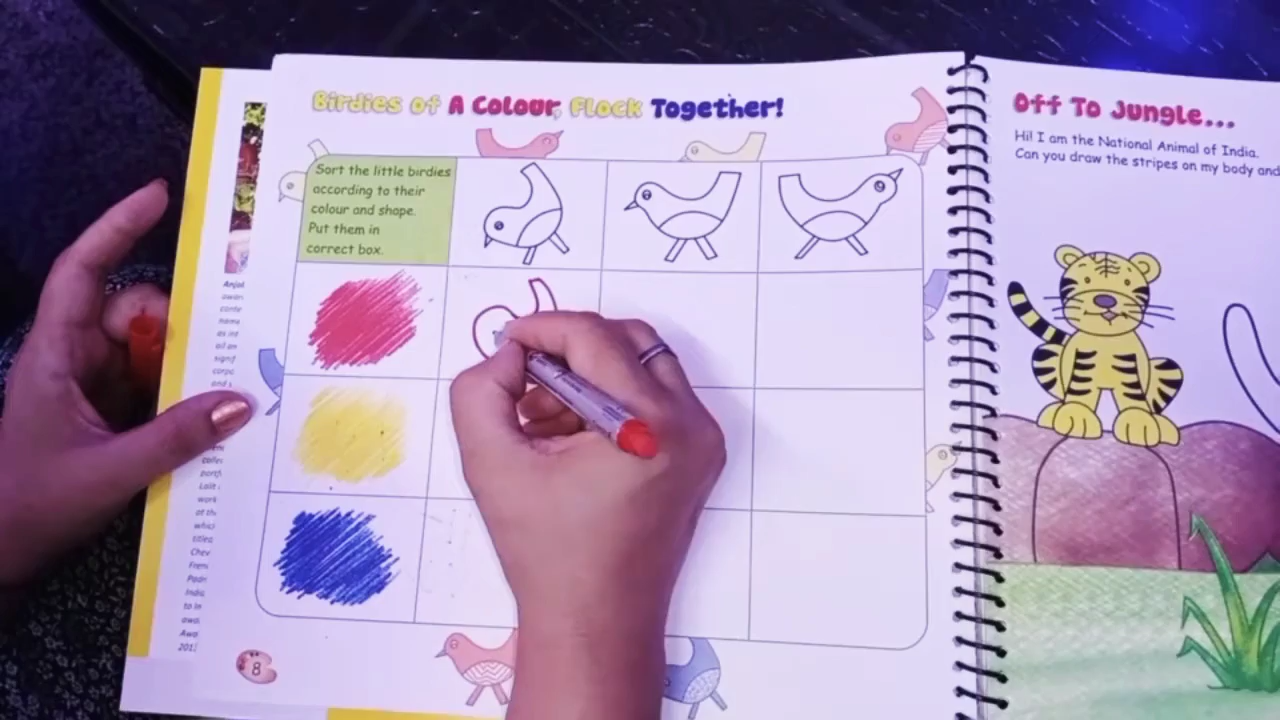 Birdies of A Colour, Flock Together!
Sort the little birdies
according to their
colour and shape.
Put them in
correct box.
8
Off To Jungle...
Hi! I am the National Animal of India.
Can you draw the stripes on my body and